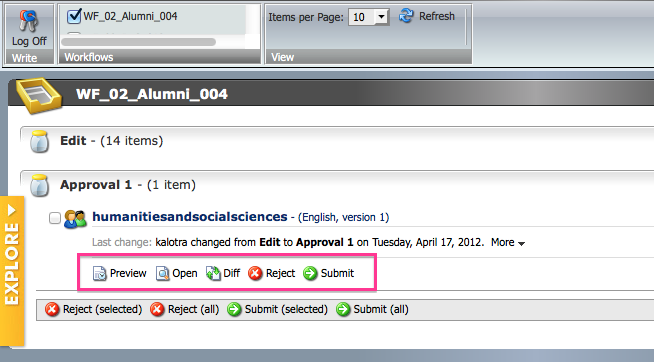 WF_02_Alumni_004
Items per Page: 10 Refresh
Log Off
Write Workflows View
WF_02_Alumni_004
Edit - (14 items)
Approval 1 - (1 item)
humanitiesandsocialsciences - (English, version 1)
Last change: kalotra changed from Edit to Approval 1 on Tuesday, April 17, 2012. More
Preview Open Diff Reject Submit
Reject (selected) Reject (all) Submit (selected) Submit (all)
EXPLORE